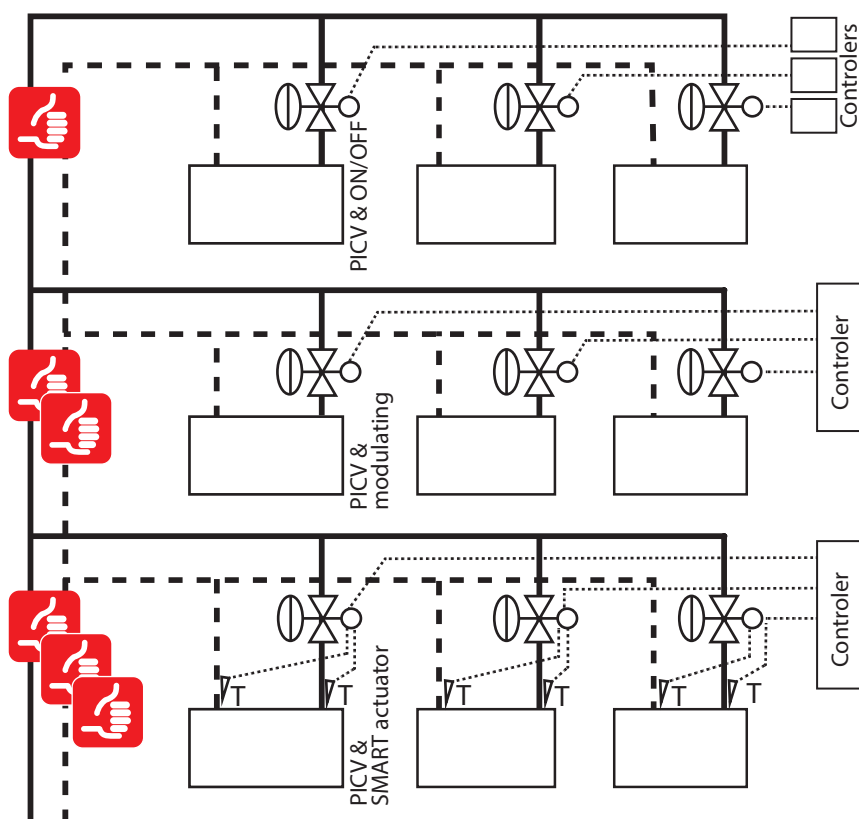 Controlers
PICV & ON/OFF
Controler
PICV &
modulating
Controler
T
T
T
T
T
T
PICV &
SMART actuator